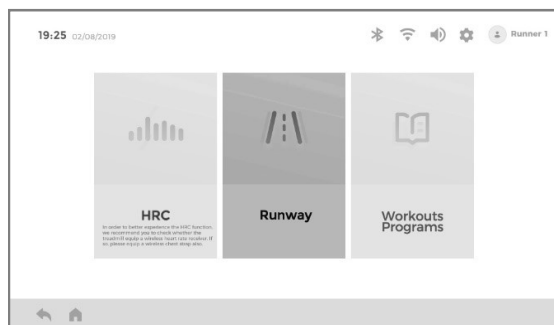 19:25 02/08/2019
Runner 1
HRC
In order to better experience the HRC function,
we recommend you to check whether the
treadmill equip a wireless heart rate receiver. If
so, please equip a wireless chest strap also.
Runway
Workouts
Programs